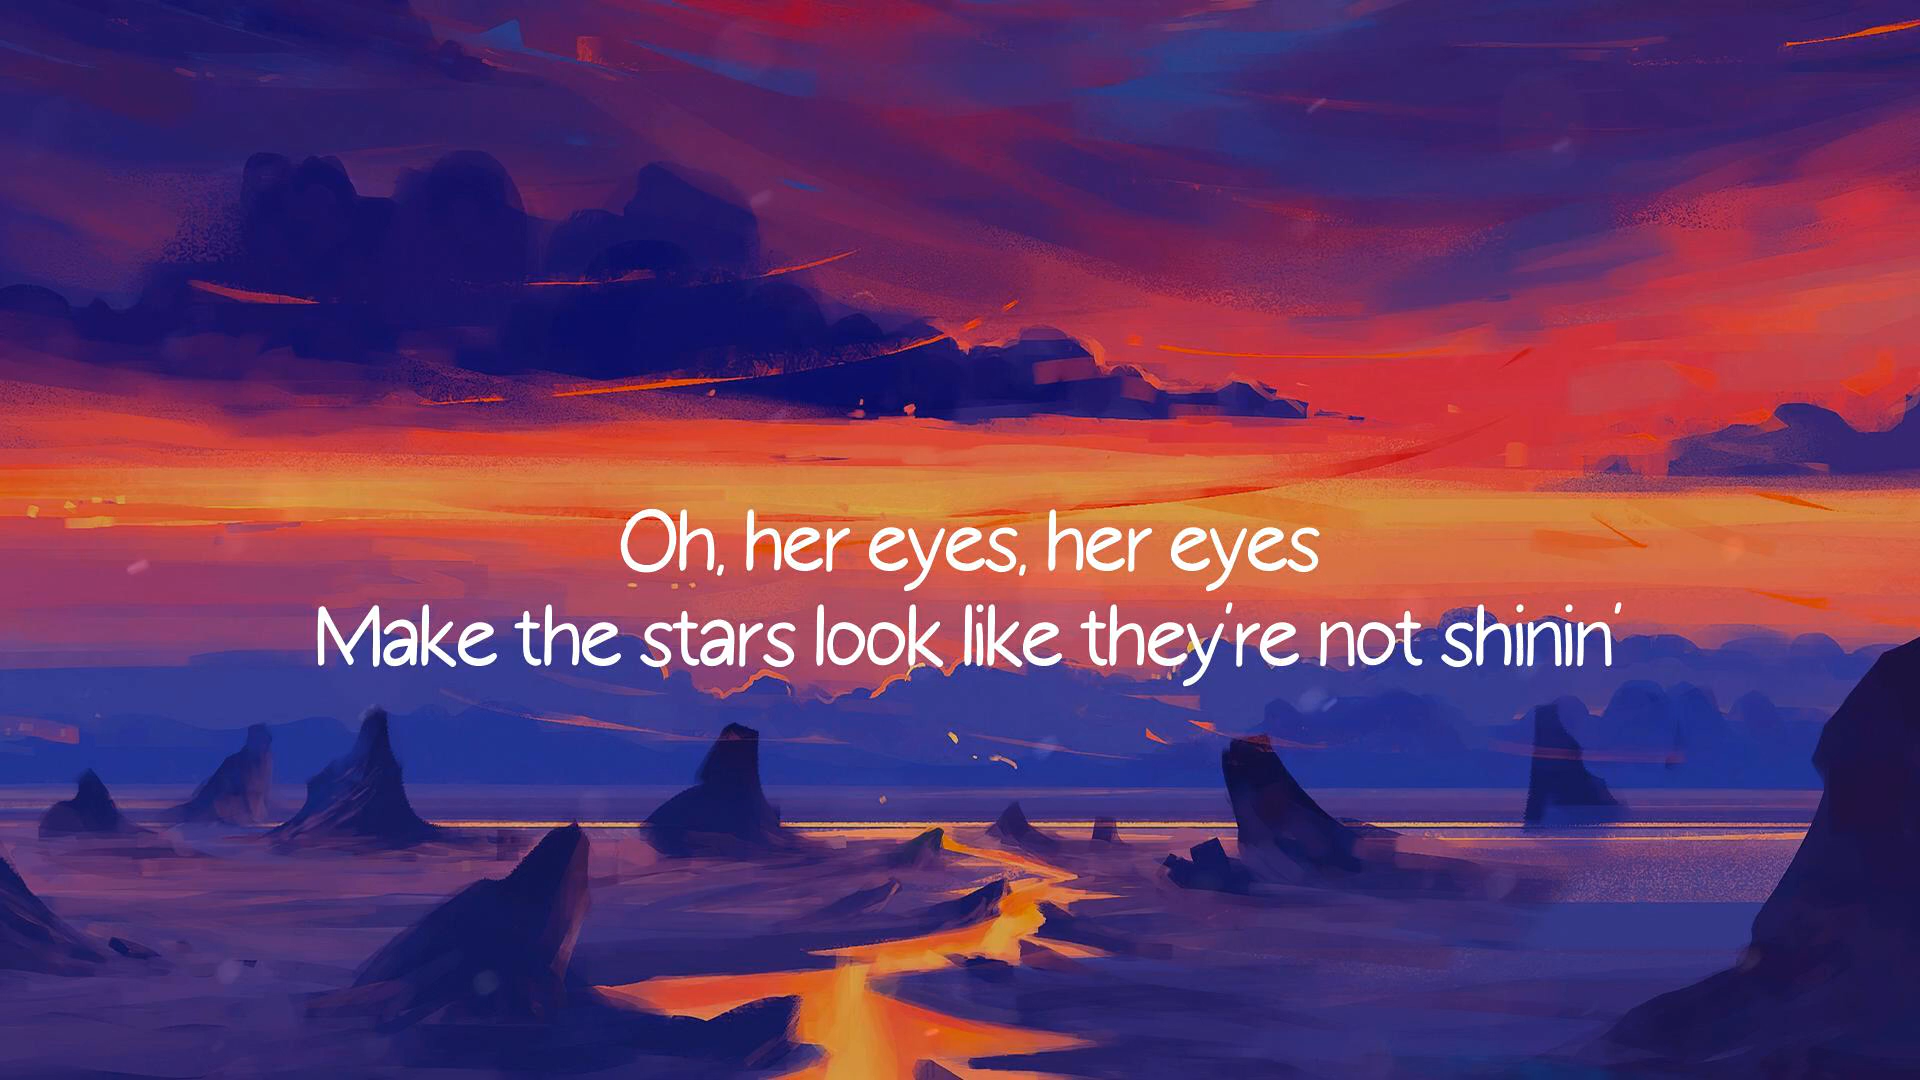 Oh, her eyes, her eyes
Make the stars look like they're not shinin'